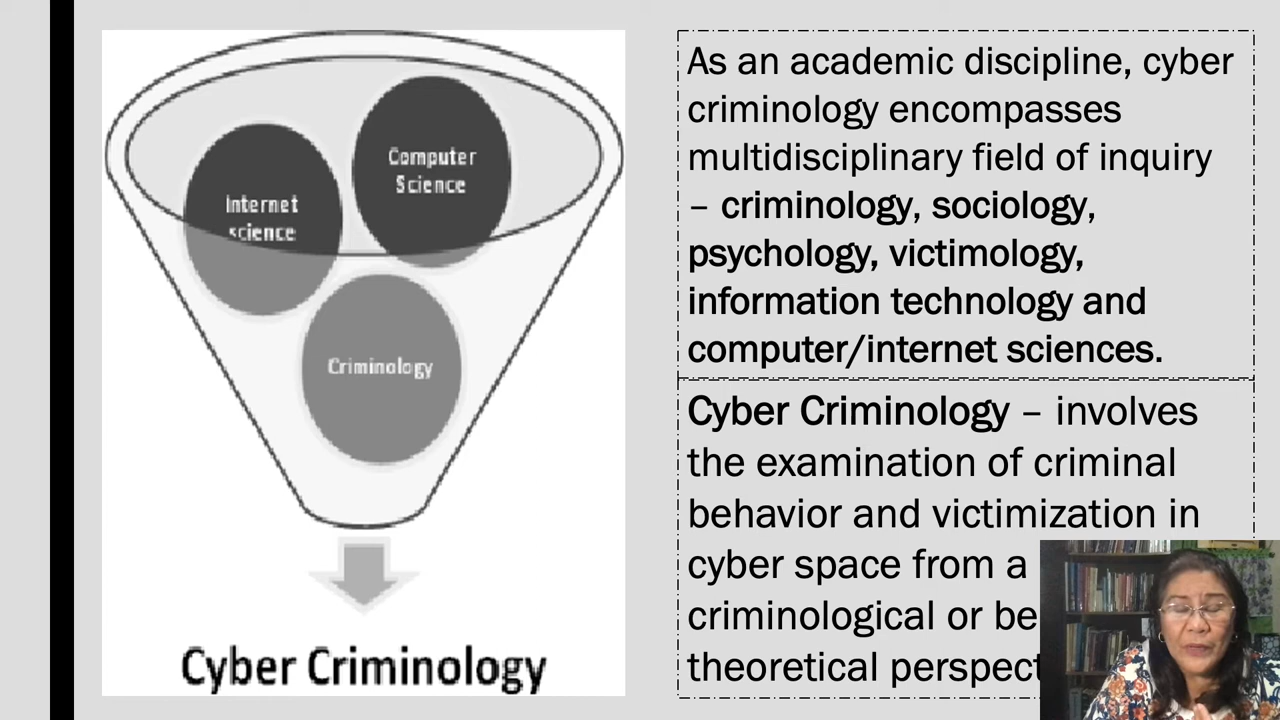 Computer
Science
Internet
science
Criminology
Cyber Criminology
As an academic discipline, cyber
criminology encompasses
multidisciplinary field of inquiry
– criminology, sociology,
psychology, victimology,
information technology and
computer/internet sciences.
Cyber Criminology – involves
the examination of criminal
behavior and victimization in
cyber space from a
criminological or
theoretical